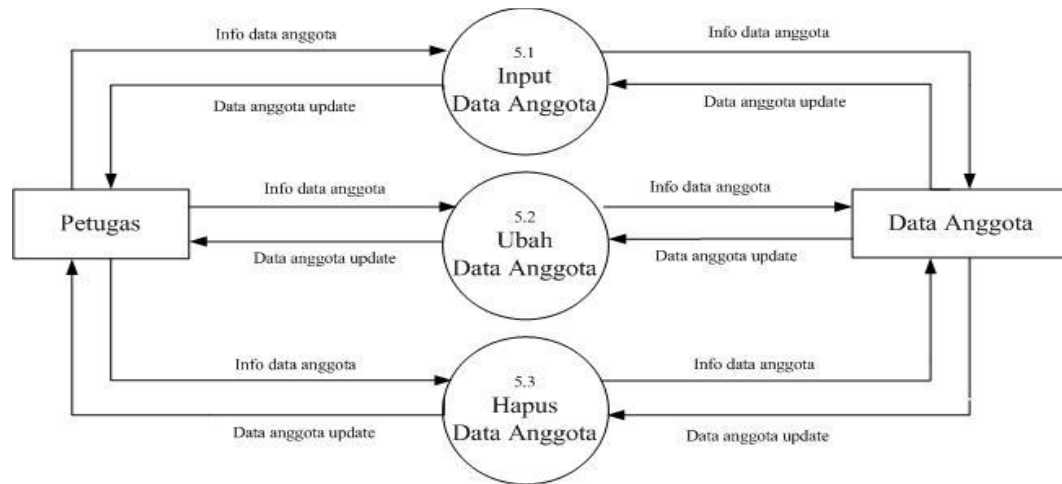 Info data anggota
5.1
Input
Data Anggota
Info data anggota
Data anggota update
Data anggota update
Petugas
Info data anggota
5.2
Ubah
Data Anggota
Info data anggota
Data Anggota
Data anggota update
Data anggota update
Info data anggota
5.3
Hapus
Data Anggota
Info data anggota
Data anggota update
Data anggota update